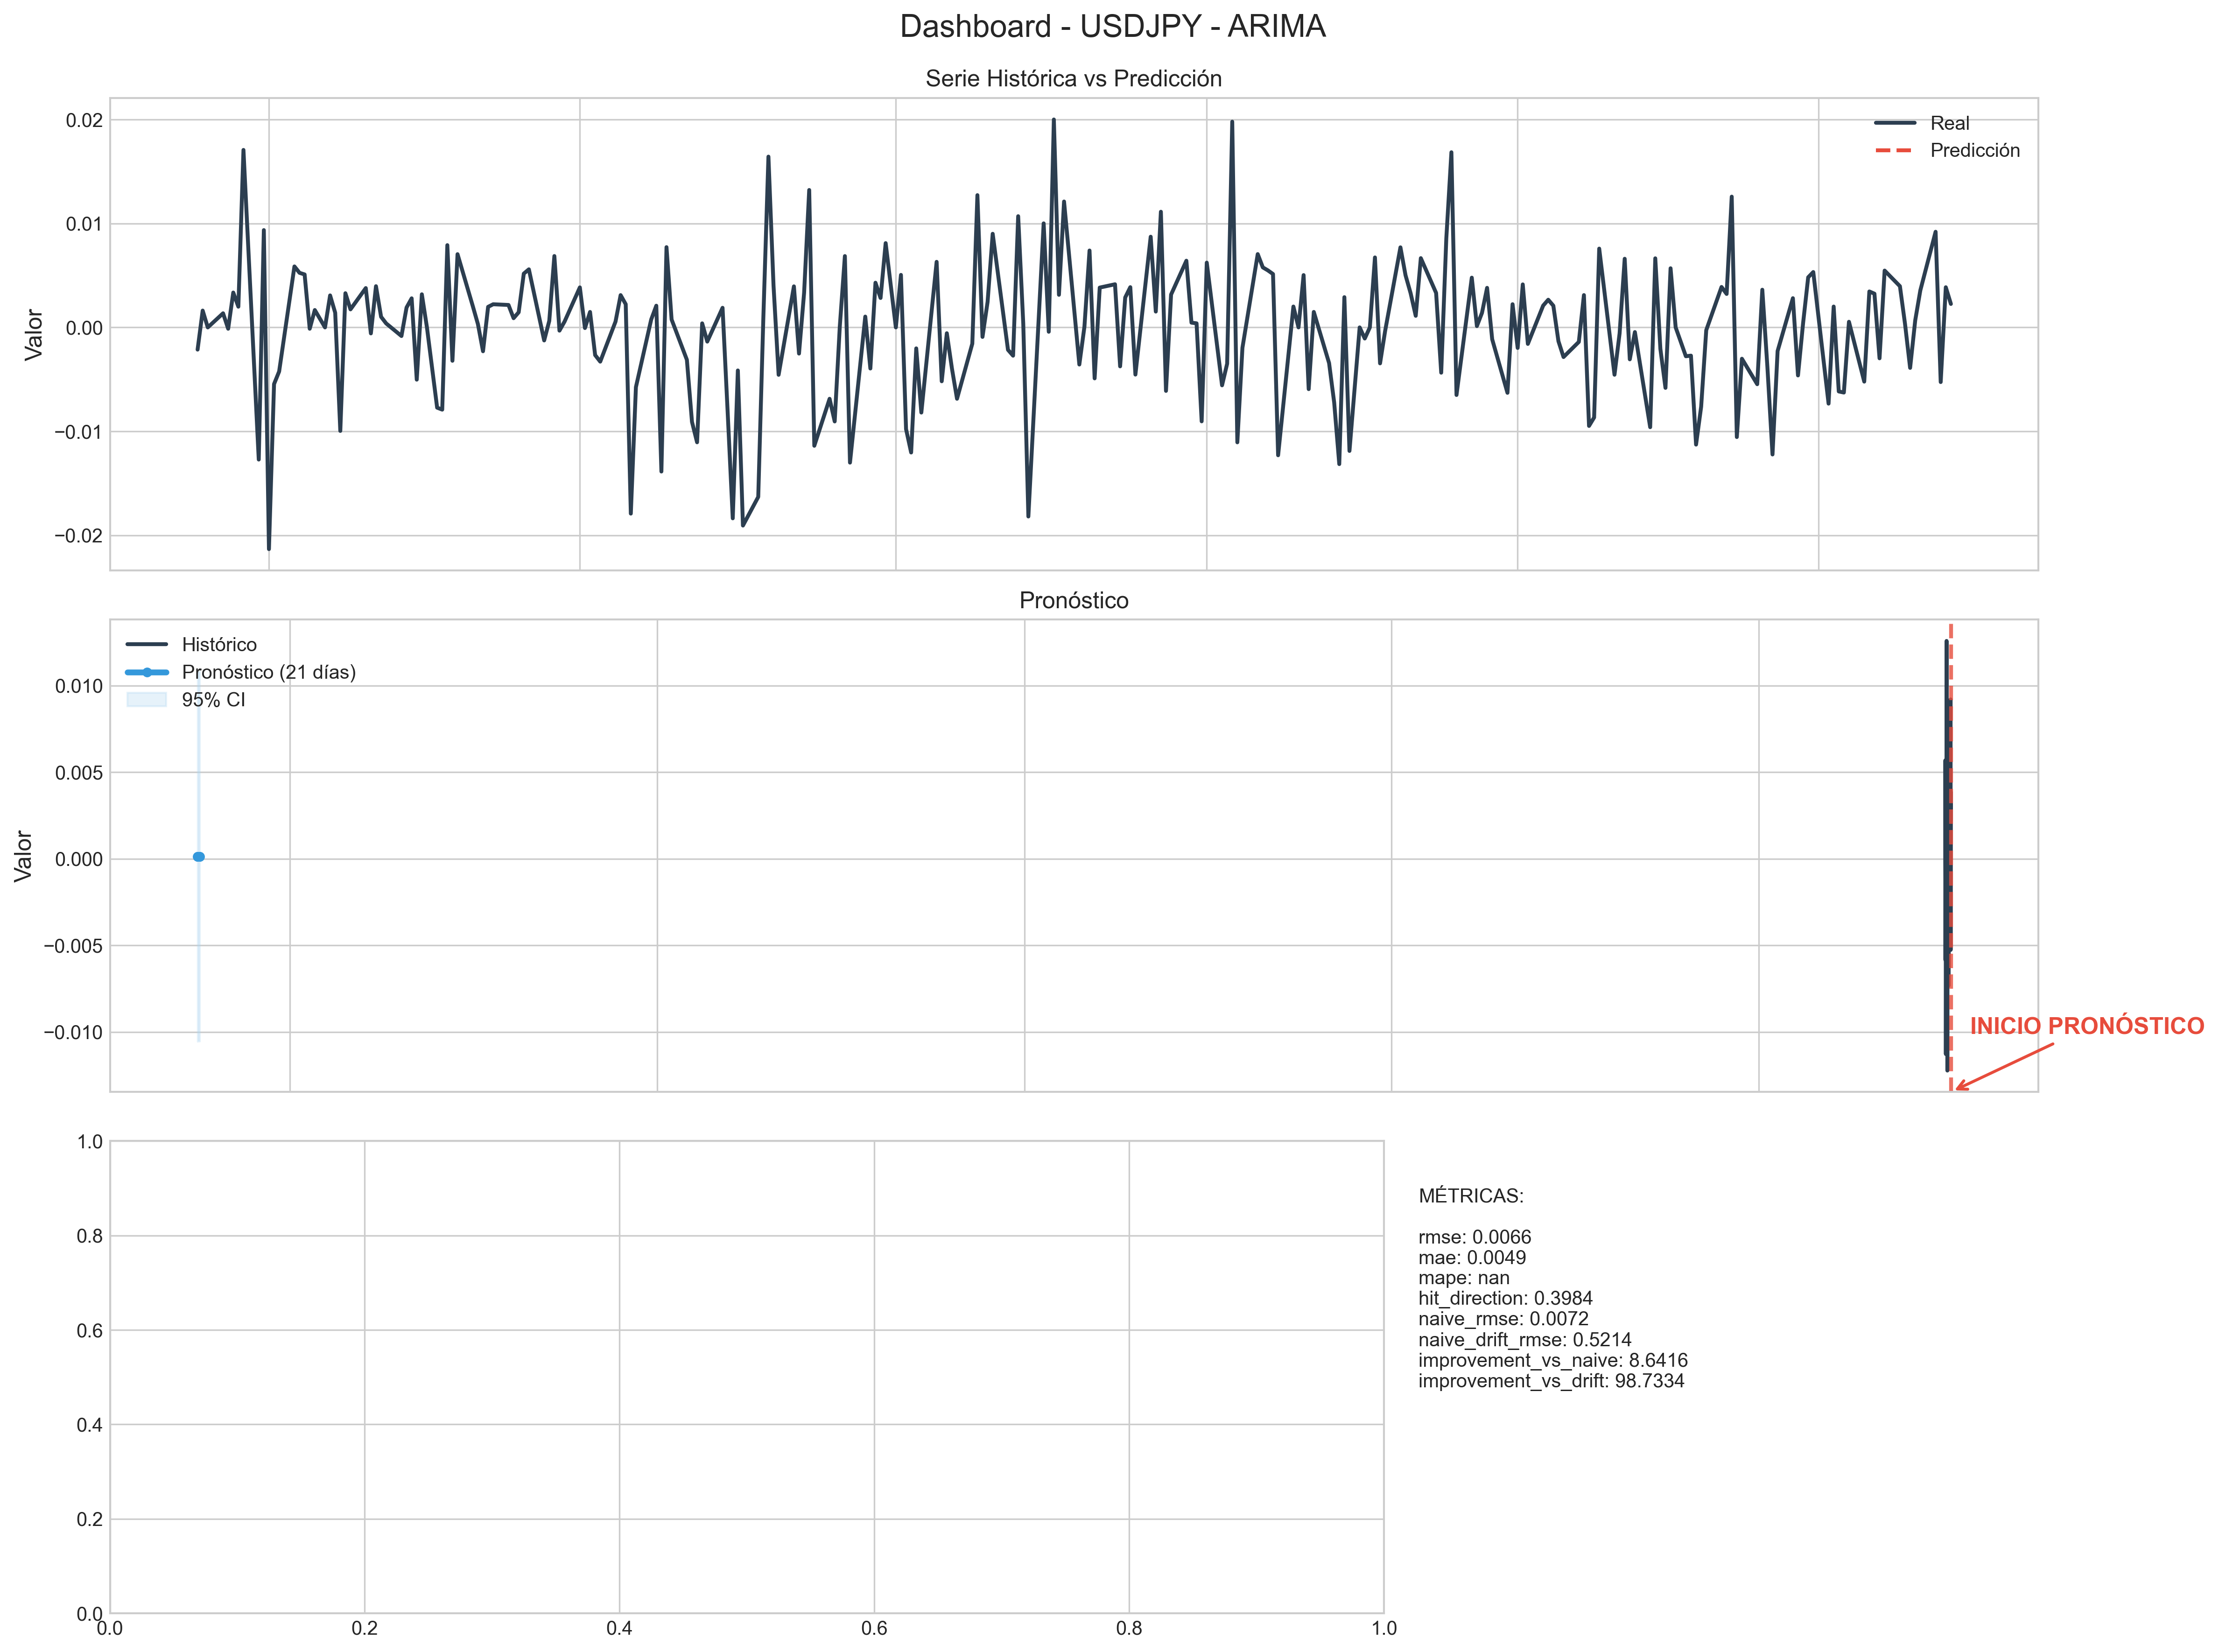 Dashboard - USDJPY - ARIMA
Serie Histórica vs Predicción
Valor
0.02
0.01
0.00
−0.01
−0.02
Real
Predicción
Pronóstico
Valor
0.010
0.005
0.000
−0.005
−0.010
Histórico
Pronóstico (21 días)
95% CI
INICIO PRONÓSTICO
1.0
0.8
0.6
0.4
0.2
0.0
0.0 0.2 0.4 0.6 0.8 1.0
MÉTRICAS:
rmse: 0.0066
mae: 0.0049
mape: nan
hit_direction: 0.3984
naive_rmse: 0.0072
naive_drift_rmse: 0.5214
improvement_vs_naive: 8.6416
improvement_vs_drift: 98.7334